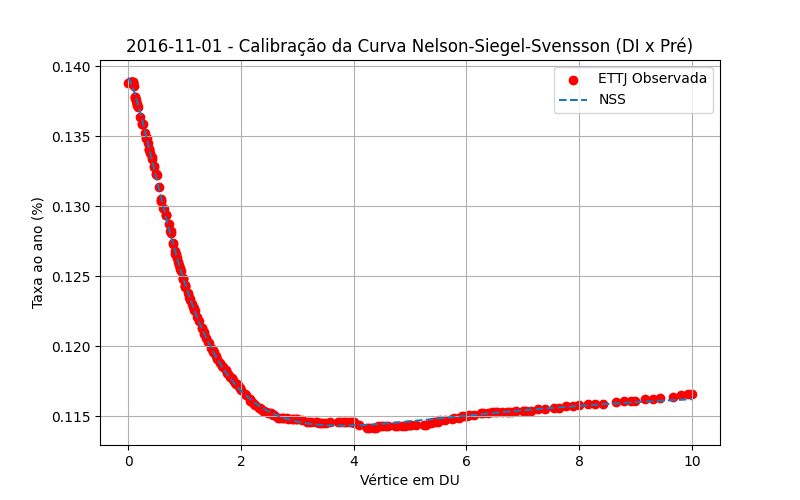 2016-11-01 - Calibração da Curva Nelson-Siegel-Svensson (DI x Pré)
ETTJ Observada
NSS
Taxa ao ano (%)
0.140
0.135
0.130
0.125
0.120
0.115
0 2 4 6 8 10
Vértice em DU